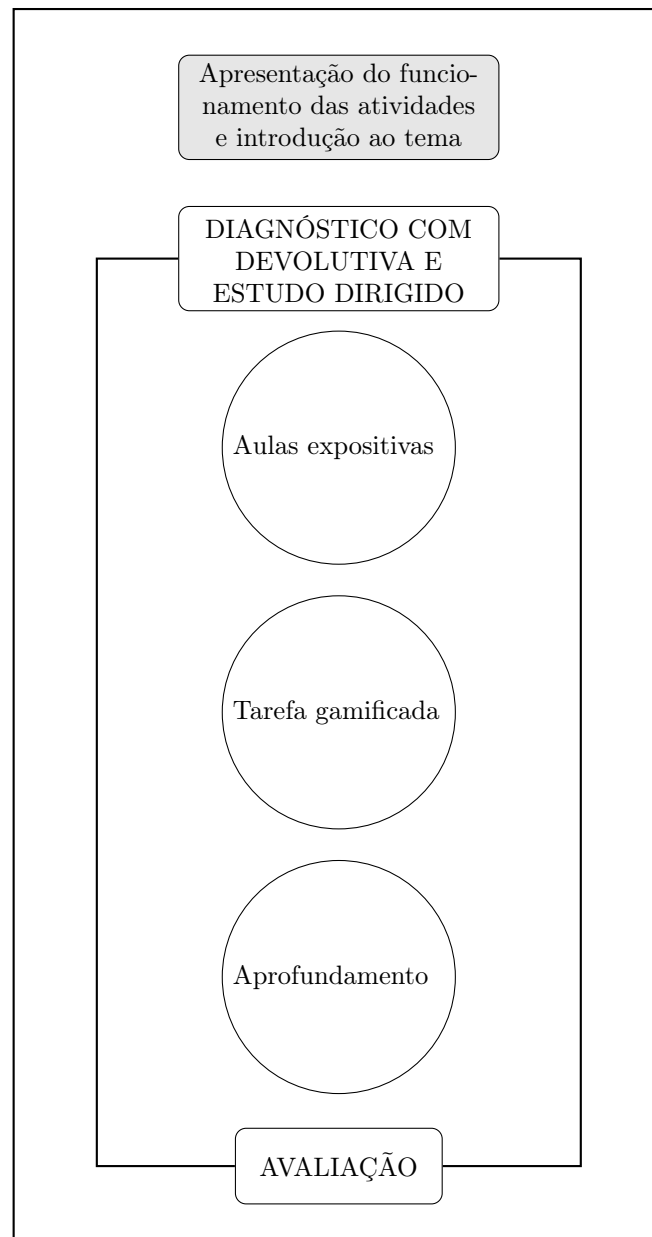 Apresentação do funcio-
namento das atividades
e introdução ao tema
DIAGNÓSTICO COM
DEVOLUTIVA E
ESTUDO DIRIGIDO
Aulas expositivas
Tarefa gamificada
Aprofundamento
AVALIAÇÃO